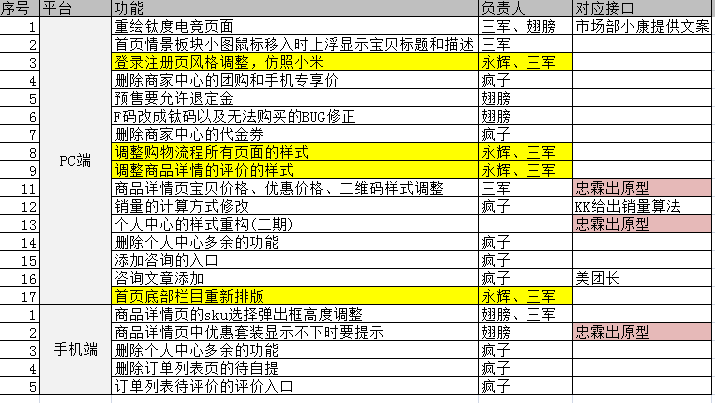 序号 平台 功能 负责人 对应接口
1 重绘钛度电竞页面 三军、翅膀 市场部小康提供文案
2 首页情景板块小图鼠标移入时上浮显示宝贝标题和描述 三军
3 登录注册页风格调整，仿照小米 永辉、三军
4 删除商家中心的团购和手机专享价 疯子
5 预售要允许退定金 翅膀
6 F码改成钛码以及无法购买的BUG修正 翅膀
7 删除商家中心的代金券 疯子
PC端
8 调整购物流程所有页面的样式 永辉、三军
9 调整商品详情的评价的样式 永辉、三军
11 商品详情页宝贝价格、优惠价格、二维码样式调整 三军 忠霖出原型
12 销量的计算方式修改 疯子 KK给出销量算法
13 个人中心的样式重构(二期) 忠霖出原型
14 删除个人中心多余的功能 疯子
15 添加咨询的入口 疯子
16 咨询文章添加 疯子 美团长
17 首页底部栏目重新排版 永辉、三军
1 商品详情页的sku选择弹出框高度调整 翅膀、三军
2 商品详情页中优惠套装显示不下时要提示 翅膀 忠霖出原型
手机端
3 删除个人中心多余的功能 疯子
4 删除订单列表页的待自提 疯子
5 订单列表待评价的评价入口 疯子